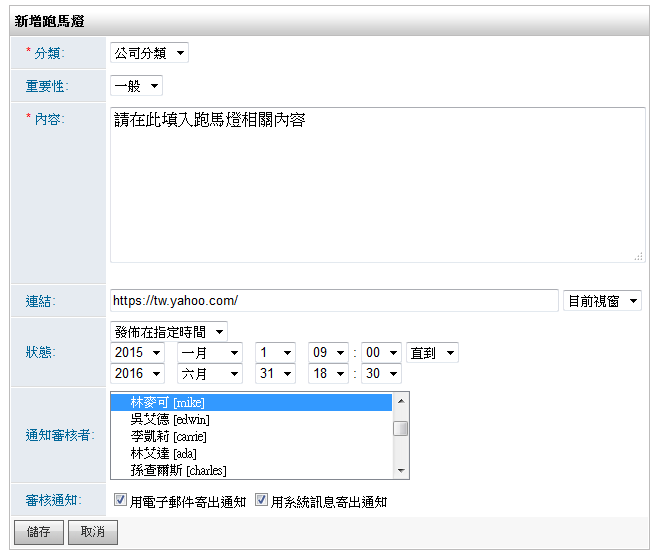 新增跑馬燈
* 分類: 公司分類
重要性: 一般
* 內容: 請在此填入跑馬燈相關內容
連結: https://tw.yahoo.com/ 目前視窗
狀態: 發佈在指定時間
2015 一月 1 09 : 00 直到
2016 六月 31 18 : 30
通知審核者: 林麥可 [mike]
吳艾德 [edwin]
李凱莉 [carrie]
林艾達 [ada]
孫查爾斯 [charles]
審核通知: 用電子郵件寄出通知 用系統訊息寄出通知
儲存 取消